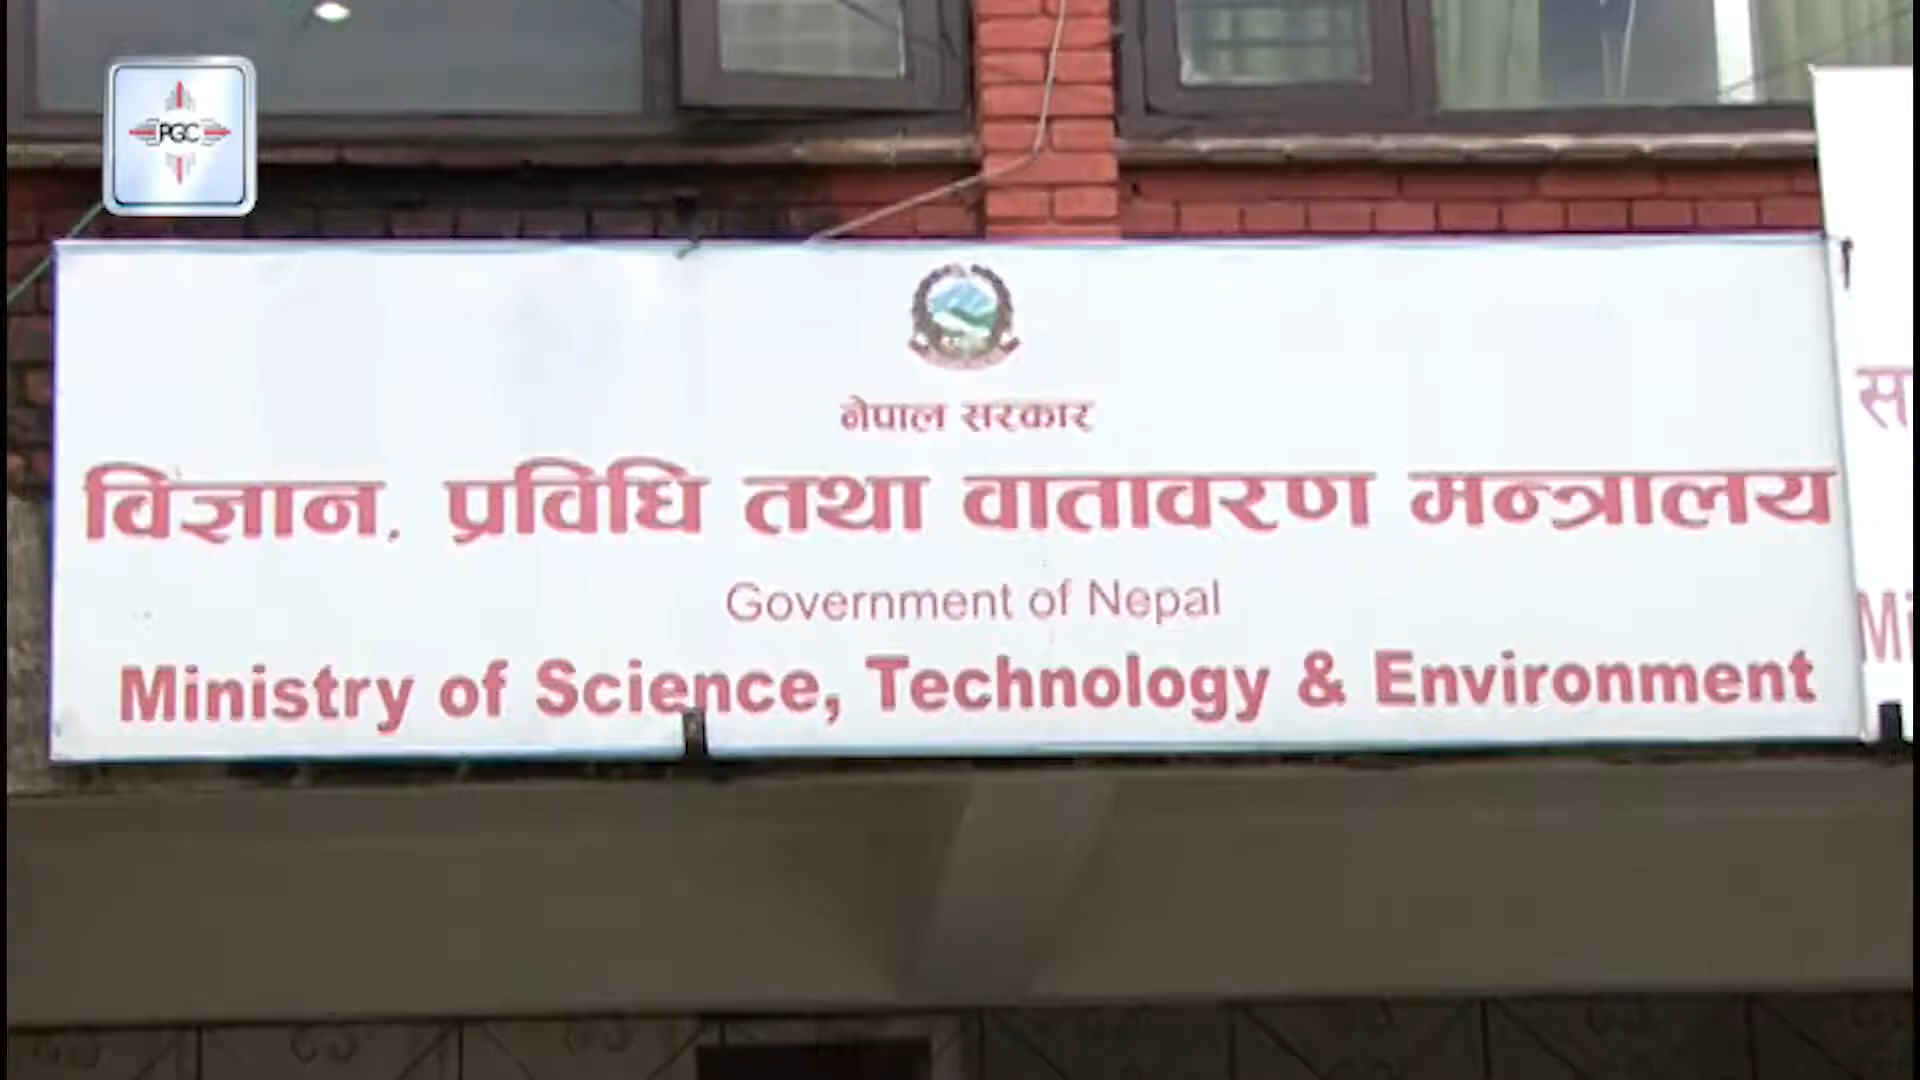 PGC
नेपाल सरकार
विज्ञान, प्रविधि तथा वातावरण मन्त्रालय
Government of Nepal
Ministry of Science, Technology & Environment